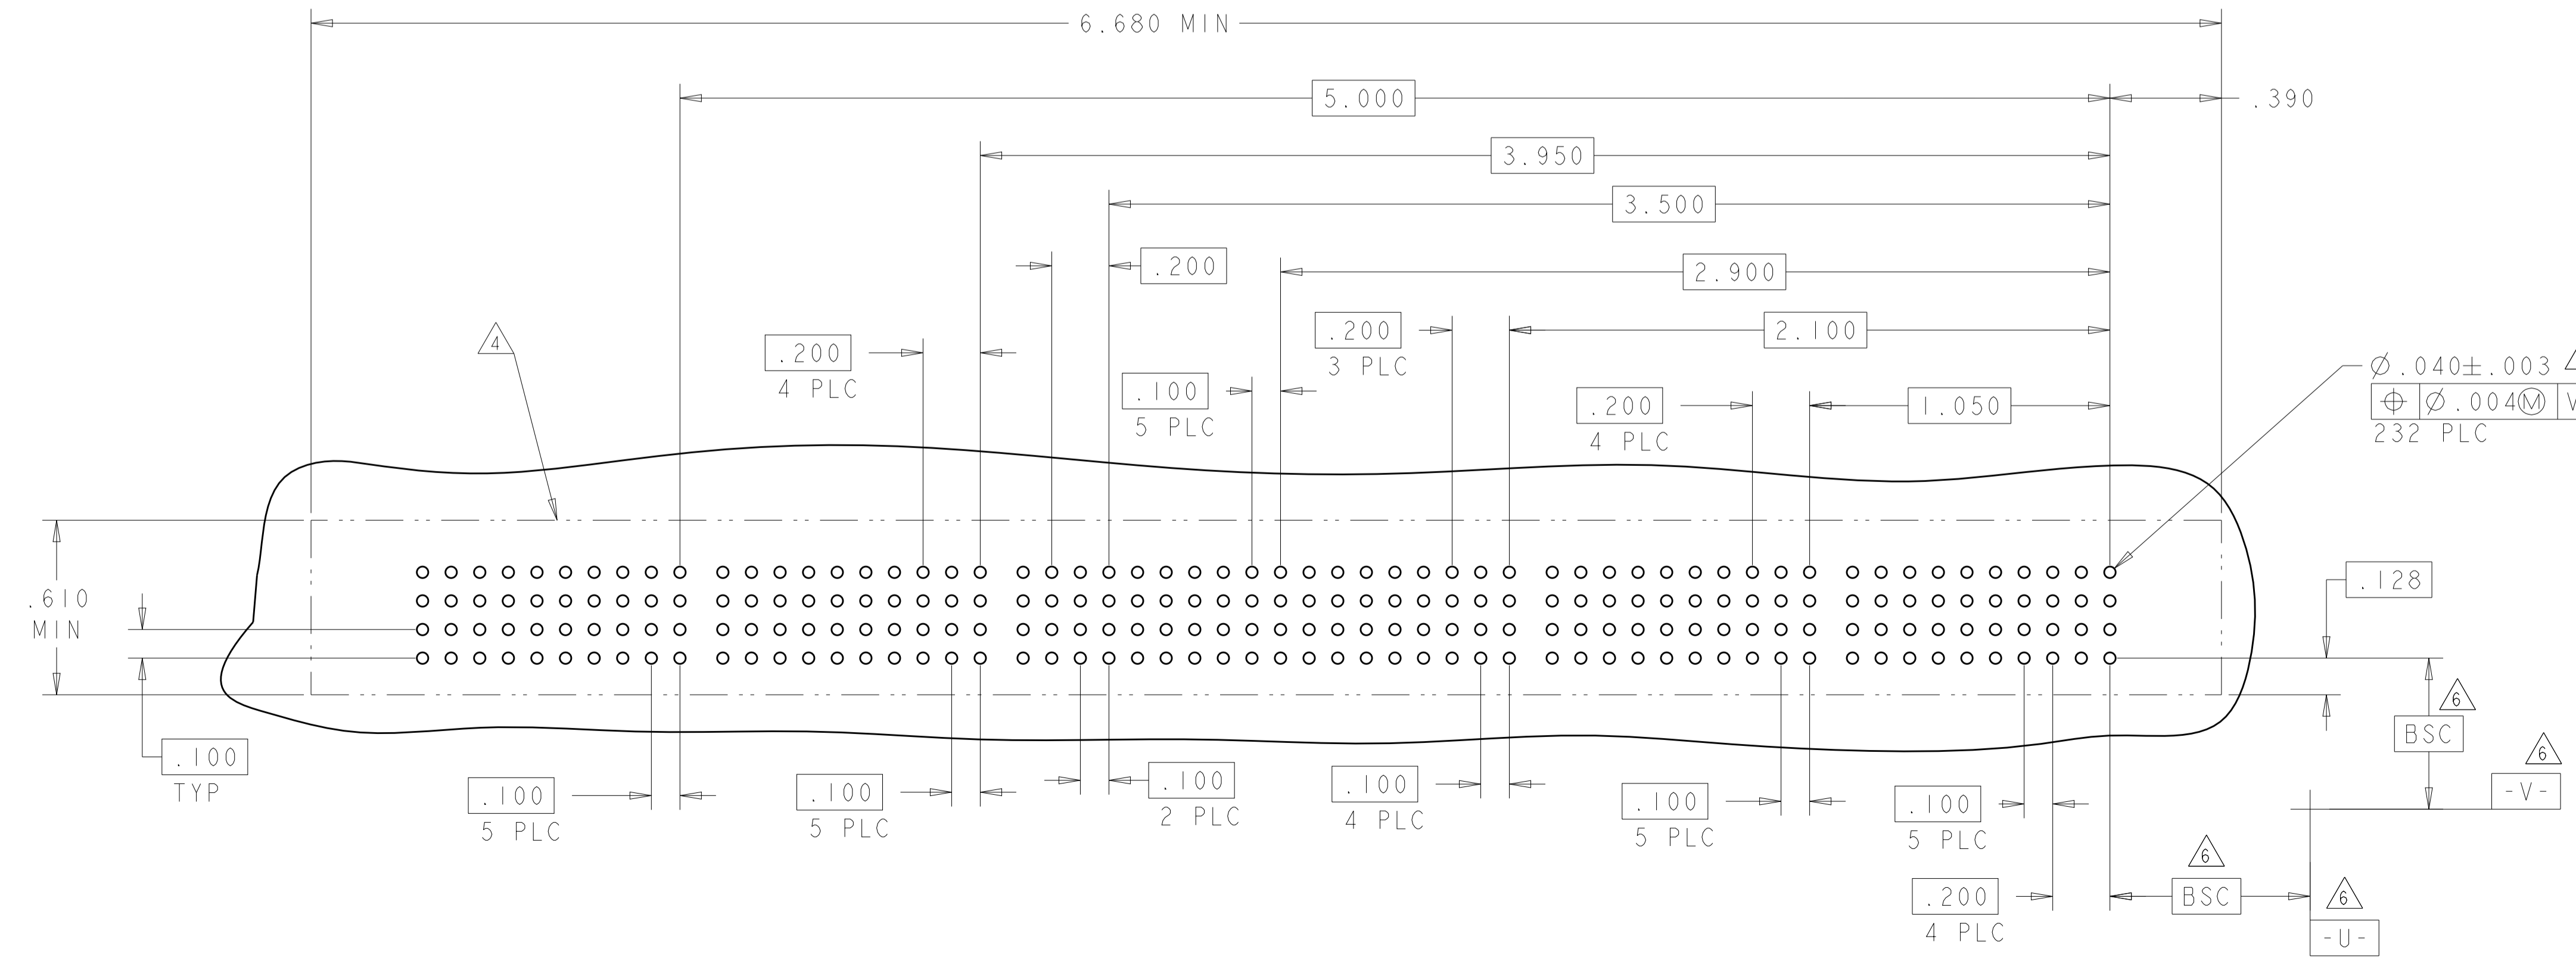 6.680 MIN
5.000
.390
3.950
3.500
.200
2.900
.200
3 PLC
2.100
4
.200
4 PLC
.100
5 PLC
.200
4 PLC
1.050
Ø.040±.003
⌖ Ø.004Ⓜ V
232 PLC
.610
MIN
.128
6
BSC
6
-V-
.100
TYP
.100
5 PLC
.100
5 PLC
.100
2 PLC
.100
4 PLC
.100
5 PLC
.100
5 PLC
6
.200
4 PLC
BSC
6
-U-